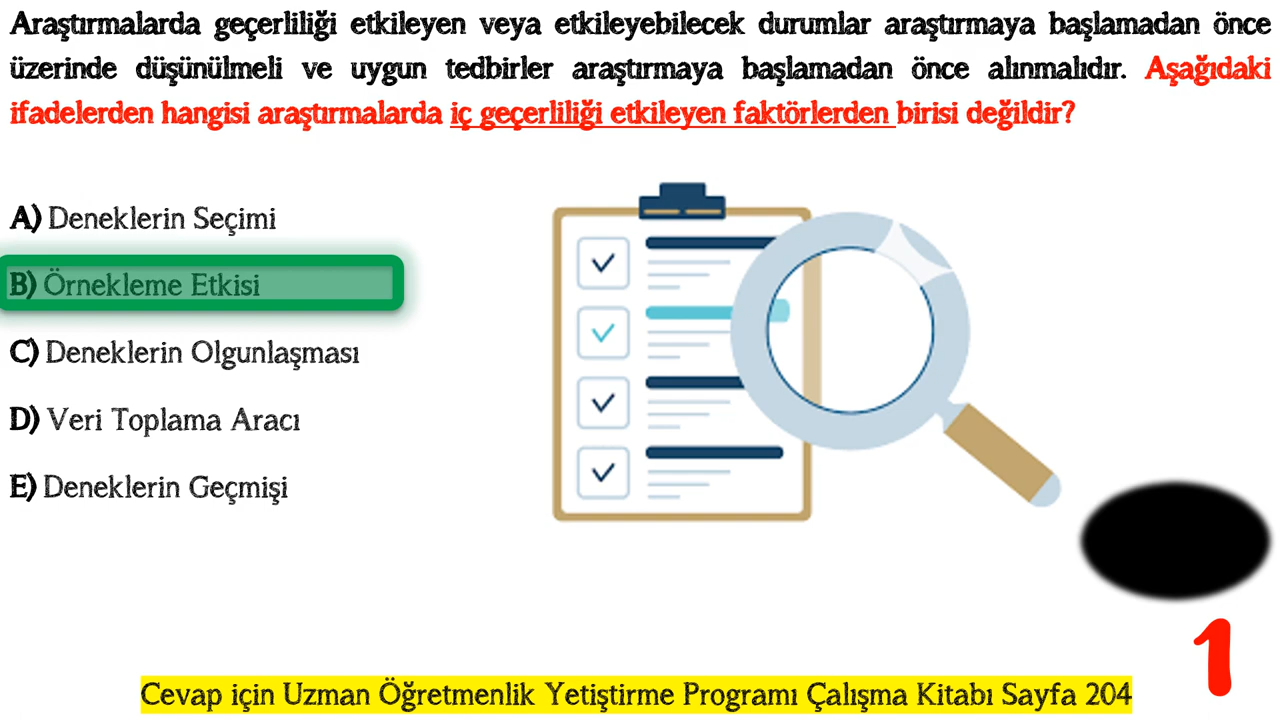 Araştırmalarda geçerliliği etkileyen veya etkileyebilecek durumlar araştırmaya başlamadan önce
üzerinde düşünülmeli ve uygun tedbirler araştırmaya başlamadan önce alınmalıdır. Aşağıdaki
ifadelerden hangisi araştırmalarda iç geçerliliği etkileyen faktörlerden birisi değildir?
A) Deneklerin Seçimi
B) Örnekleme Etkisi
C) Deneklerin Olgunlaşması
D) Veri Toplama Aracı
E) Deneklerin Geçmişi
1
Cevap için Uzman Öğretmenlik Yetiştirme Programı Çalışma Kitabı Sayfa 204